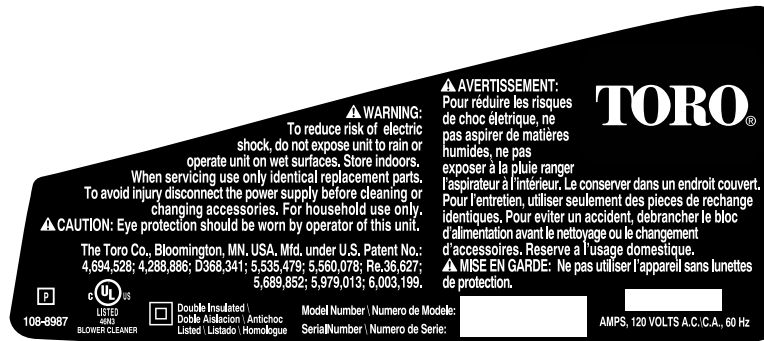 ⚠ WARNING:
To reduce risk of electric
shock, do not expose unit to rain or
operate unit on wet surfaces. Store indoors.
When servicing use only identical replacement parts.
To avoid injury disconnect the power supply before cleaning or
changing accessories. For household use only.
⚠ CAUTION: Eye protection should be worn by operator of this unit.
The Toro Co., Bloomington, MN. USA. Mfd. under U.S. Patent No.:
4,694,528; 4,288,886; D368,341; 5,535,479; 5,560,078; Re.36,627;
5,689,852; 5,979,013; 6,003,199.
⚠ AVERTISSEMENT:
Pour réduire les risques
de choc életrique, ne
pas aspirer de matières
humides, ne pas
exposer à la pluie ranger
l'aspirateur à l'intérieur. Le conserver dans un endroit couvert.
Pour l'entretien, utiliser seulement des pieces de rechange
identiques. Pour eviter un accident, debrancher le bloc
d'alimentation avant le nettoyage ou le changement
d'accessoires. Reserve a l'usage domestique.
⚠ MISE EN GARDE: Ne pas utiliser l'appareil sans lunettes
de protection.
TORO®
P
108-8987
c UL US
LISTED
46N3
BLOWER CLEANER
Double Insulated \
Doble Aislacion \ Antichoc
Listed \ Listado \ Homologue
Model Number \ Numero de Modele:
SerialNumber \ Numero de Serie:
AMPS, 120 VOLTS A.C.\C.A., 60 Hz